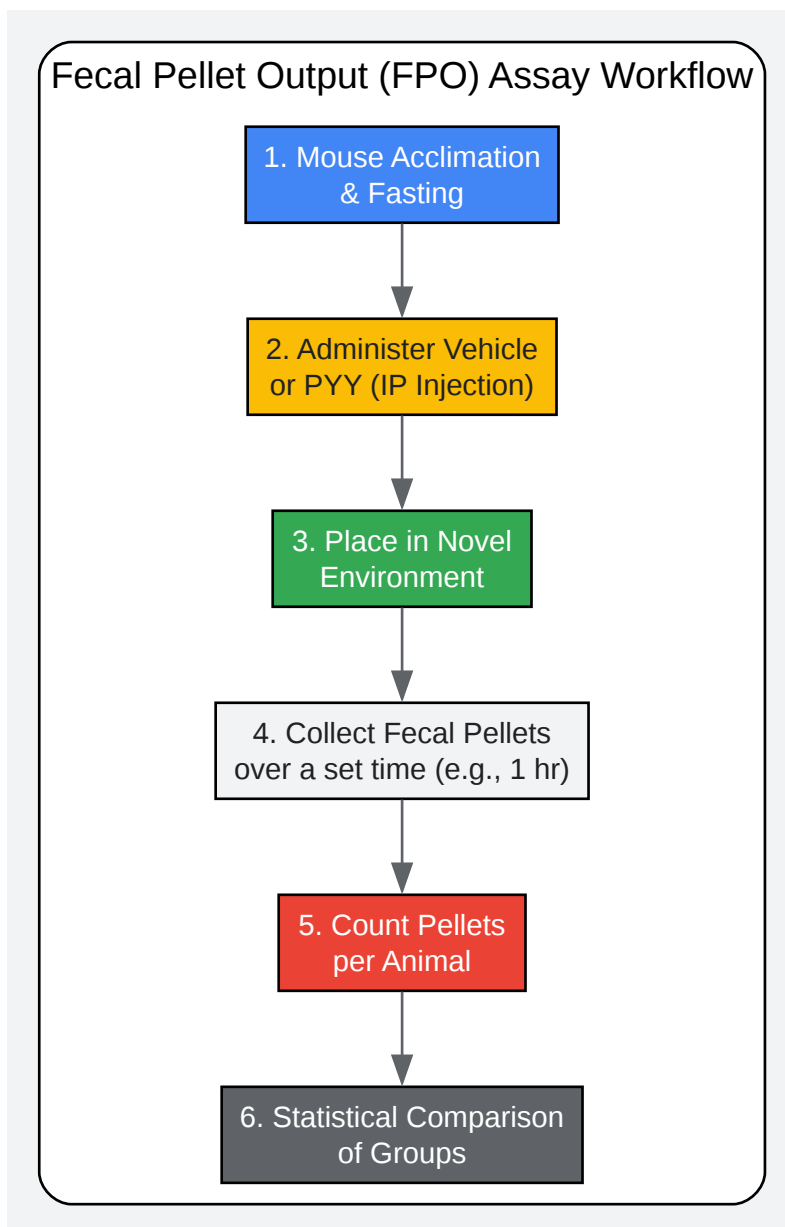 Fecal Pellet Output (FPO) Assay Workflow
1. Mouse Acclimation
& Fasting
2. Administer Vehicle
or PYY (IP Injection)
3. Place in Novel
Environment
4. Collect Fecal Pellets
over a set time (e.g., 1 hr)
5. Count Pellets
per Animal
6. Statistical Comparison
of Groups